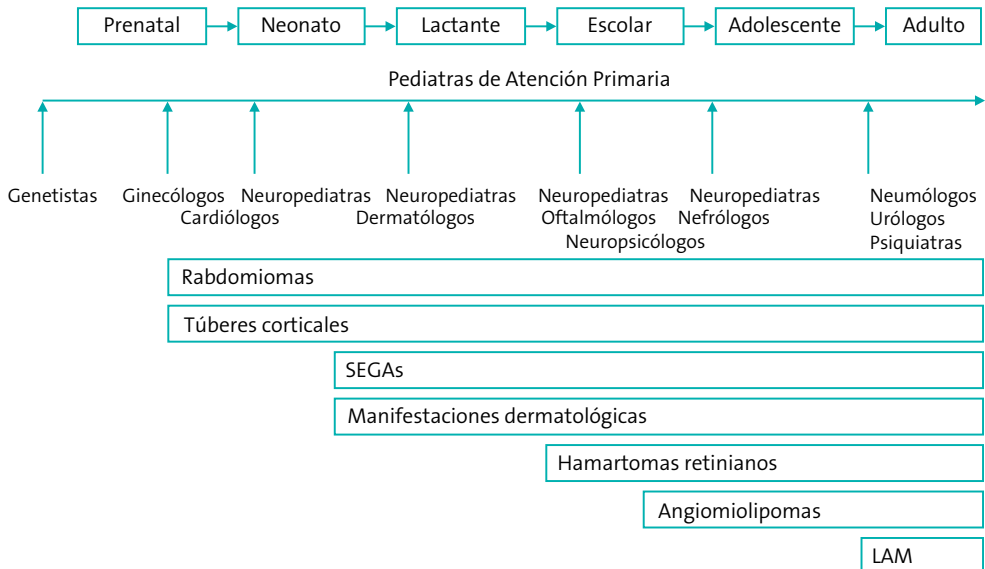 Prenatal Neonato Lactante Escolar Adolescente Adulto
Pediatras de Atención Primaria
Genetistas Ginecólogos Neuropediatras Neuropediatras Neuropediatras Neuropediatras Neumólogos
Cardiólogos Dermatólogos Oftalmólogos Nefrólogos Urólogos
Neuropsicólogos Psiquiatras
Rabdomiomas
Túberes corticales
SEGAs
Manifestaciones dermatológicas
Hamartomas retinianos
Angiomiolipomas
LAM